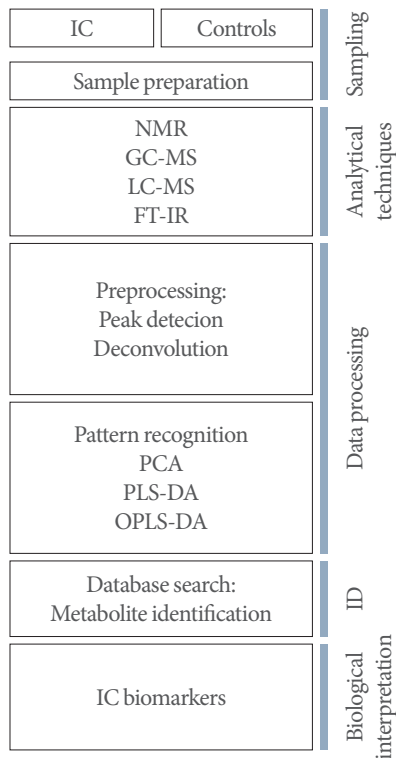 IC
Controls
Sample preparation
Sampling
NMR
GC-MS
LC-MS
FT-IR
Analytical
techniques
Preprocessing:
Peak detecion
Deconvolution
Pattern recognition
PCA
PLS-DA
OPLS-DA
Data processing
Database search:
Metabolite identification
ID
IC biomarkers
Biological
interpretation